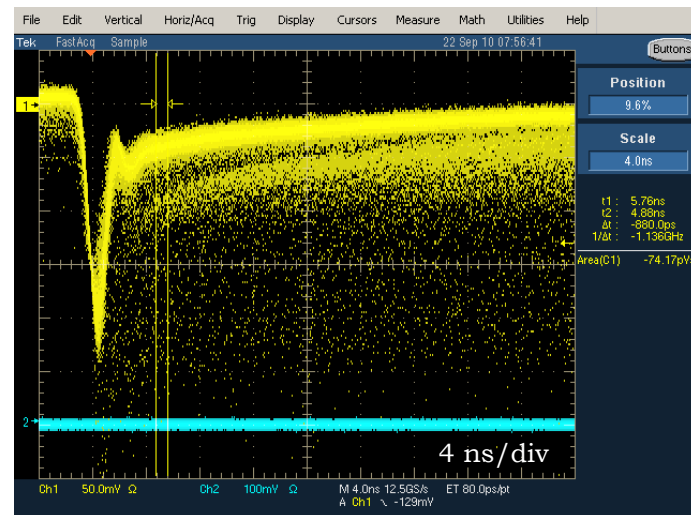 File Edit Vertical Horiz/Acq Trig Display Cursors Measure Math Utilities Help
Tek FastAcq Sample 22 Sep 10 07:56:41
Buttons
Position
9.6%
Scale
4.0ns
t1 : 5.76ns
t2 : 4.88ns
Δt : -880.0ps
1/Δt : -1.136GHz
Area(C1) -74.17pVs
1
2
4 ns/div
Ch1 50.0mV Ω Ch2 100mV Ω M 4.0ns 12.5GS/s ET 80.0ps/pt
A Ch1 -129mV